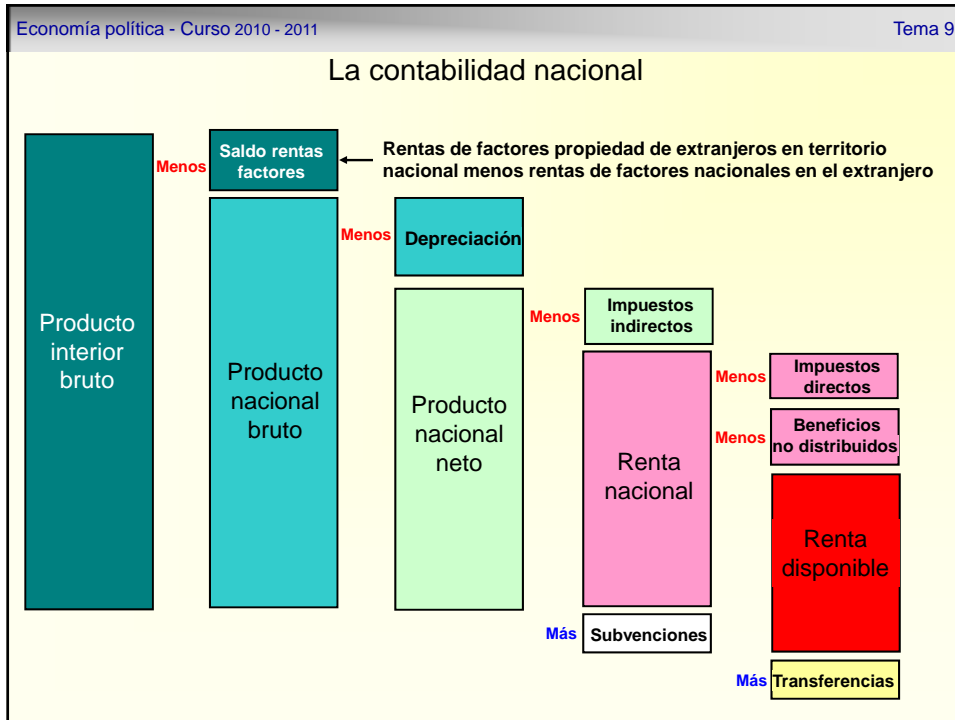 Economía política - Curso 2010 - 2011
Tema 9
La contabilidad nacional
Menos
Saldo rentas
factores
Rentas de factores propiedad de extranjeros en territorio
nacional menos rentas de factores nacionales en el extranjero
Menos
Depreciación
Menos
Impuestos
indirectos
Producto
interior
bruto
Producto
nacional
bruto
Producto
nacional
neto
Menos
Impuestos
directos
Menos
Beneficios
no distribuidos
Renta
nacional
Renta
disponible
Más
Subvenciones
Más
Transferencias